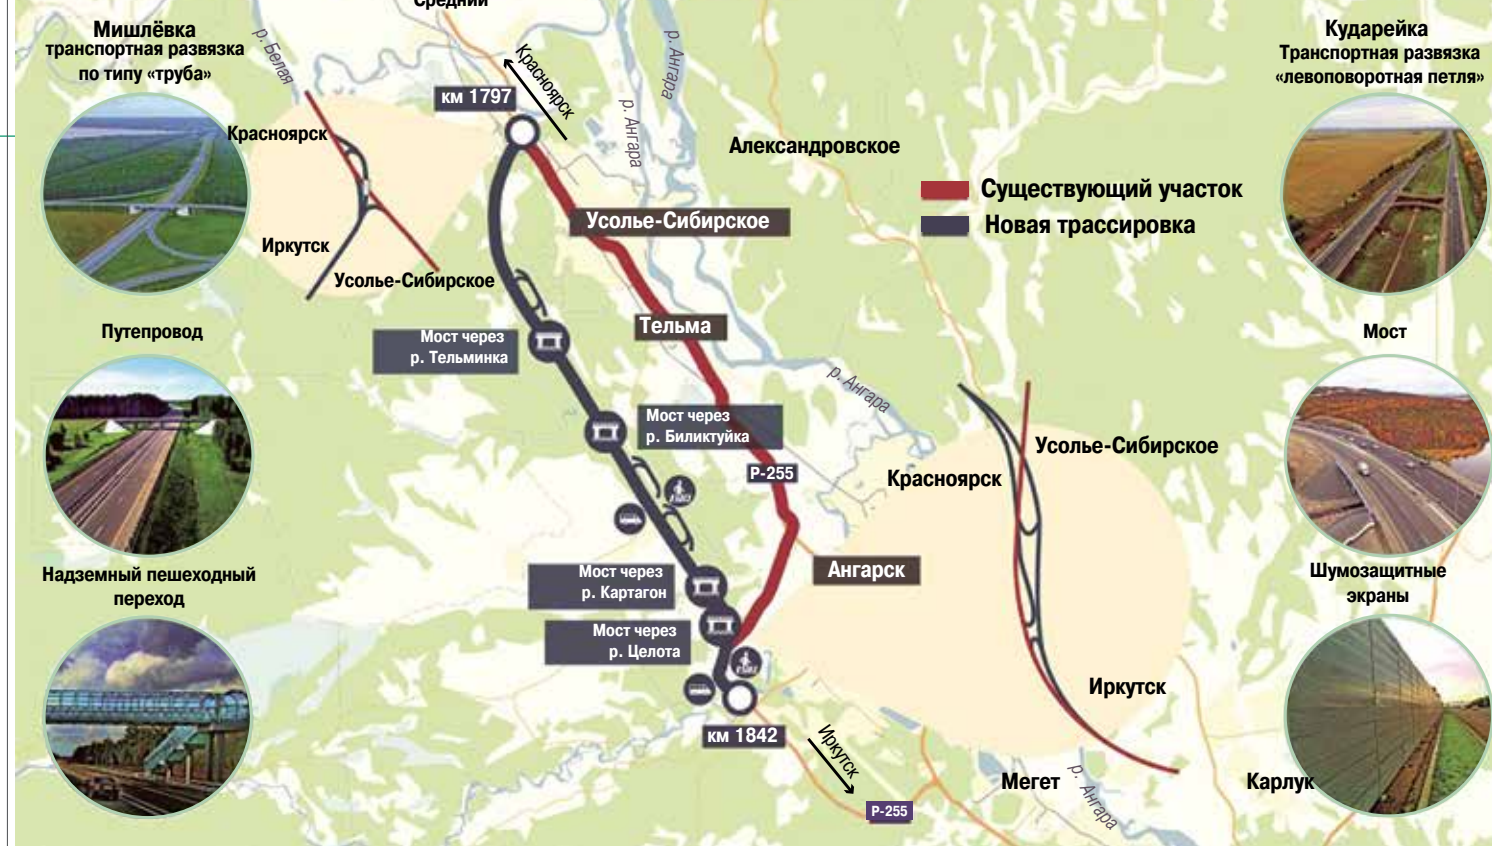 Средний
Мишлёвка
транспортная развязка
по типу «труба»
р. Белая
Красноярск
р. Ангара
Кударейка
Транспортная развязка
«левоповоротная петля»
км 1797
р. Ангара
Красноярск
Александровское
Существующий участок
Новая трассировка
Усолье-Сибирское
Иркутск
Усолье-Сибирское
Путепровод
Мост через
р. Тельминка
Тельма
Мост
р. Ангара
Мост через
р. Биликтуйка
Р-255
Усолье-Сибирское
Красноярск
Надземный пешеходный
переход
Мост через
р. Картагон
Ангарск
Шумозащитные
экраны
Мост через
р. Целота
Иркутск
км 1842
Иркутск
Мегет
р. Ангара
Карлук
Р-255